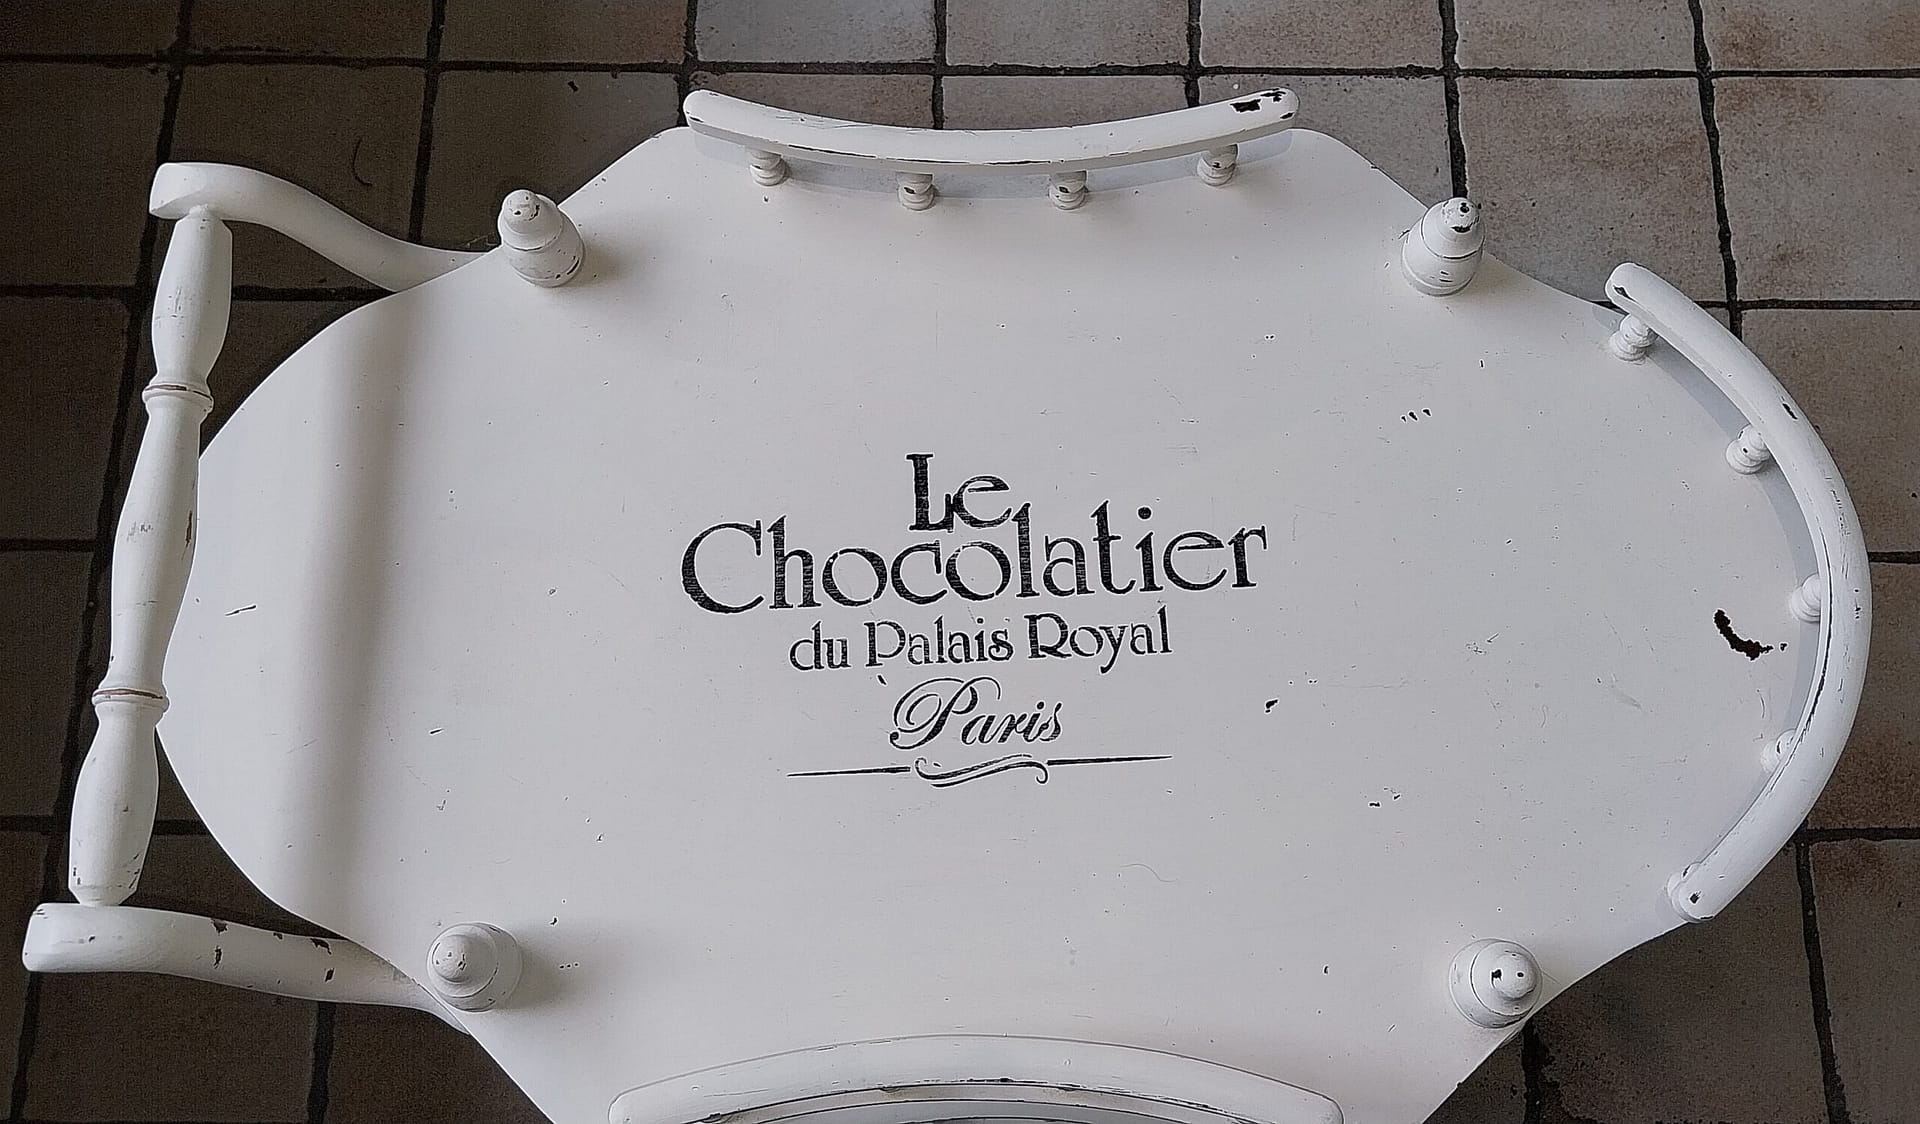 Le
Chocolatier
du Palais Royal
Paris